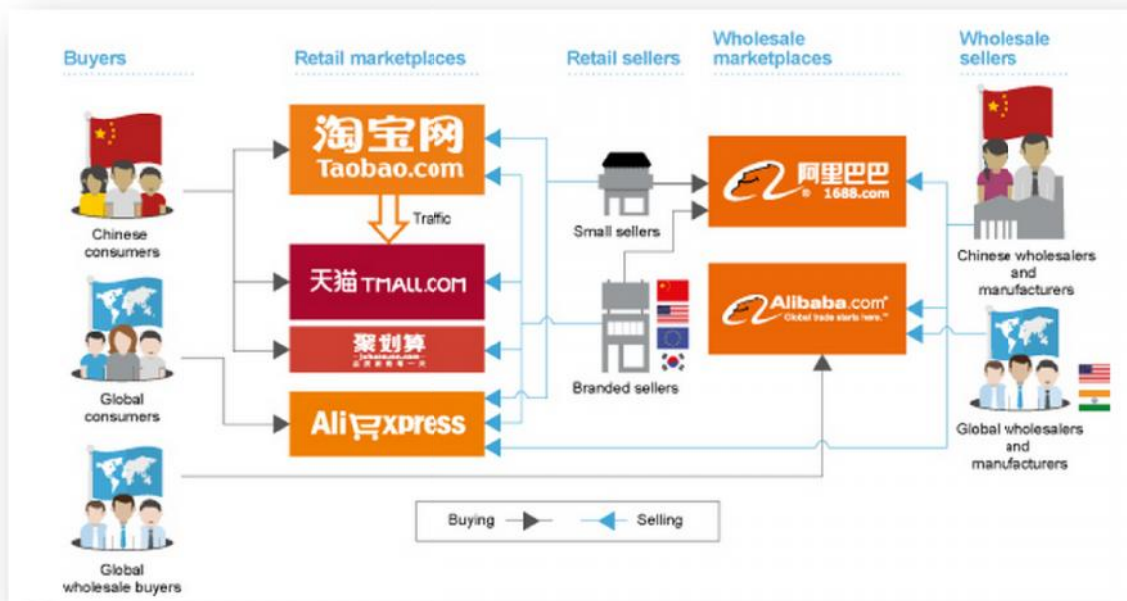 Buyers
Retail marketplaces
Retail sellers
Wholesale
marketplaces
Wholesale
sellers
淘宝网
Taobao.com
Traffic
天猫 TMALL.COM
聚划算
AliExpress
Chinese
consumers
Global
consumers
Global
wholesale buyers
Small sellers
Branded sellers
阿里巴巴
® 1688.com
Alibaba.com
Global trade starts here.™
Chinese wholesalers
and
manufacturers
Global wholesalers
and
manufacturers
Buying
Selling